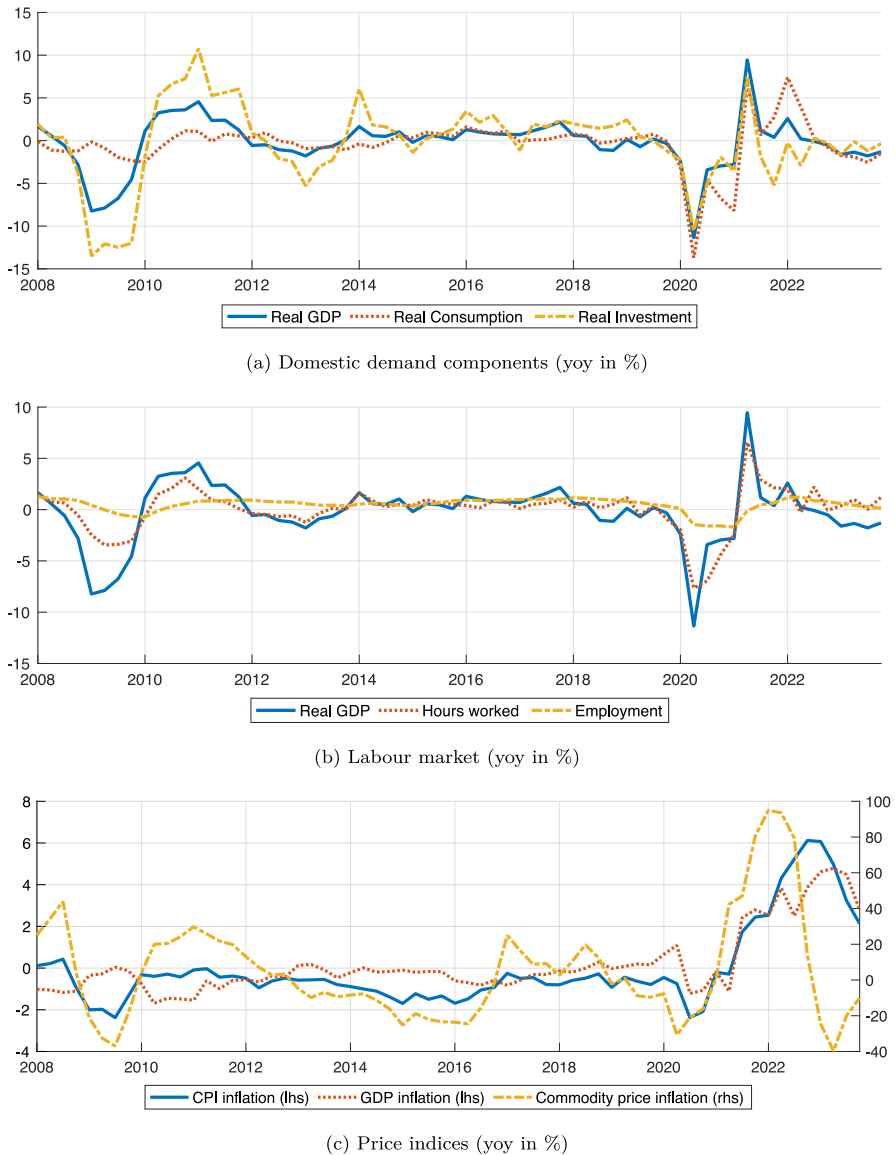 15
10
5
0
-5
-10
-15
2008 2010 2012 2014 2016 2018 2020 2022
Real GDP Real Consumption Real Investment
(a) Domestic demand components (yoy in %)
10
5
0
-5
-10
-15
2008 2010 2012 2014 2016 2018 2020 2022
Real GDP Hours worked Employment
(b) Labour market (yoy in %)
8 100
80
6
60
4
40
2
20
0
0
-2
-20
-4 -40
2008 2010 2012 2014 2016 2018 2020 2022
CPI inflation (lhs) GDP inflation (lhs) Commodity price inflation (rhs)
(c) Price indices (yoy in %)